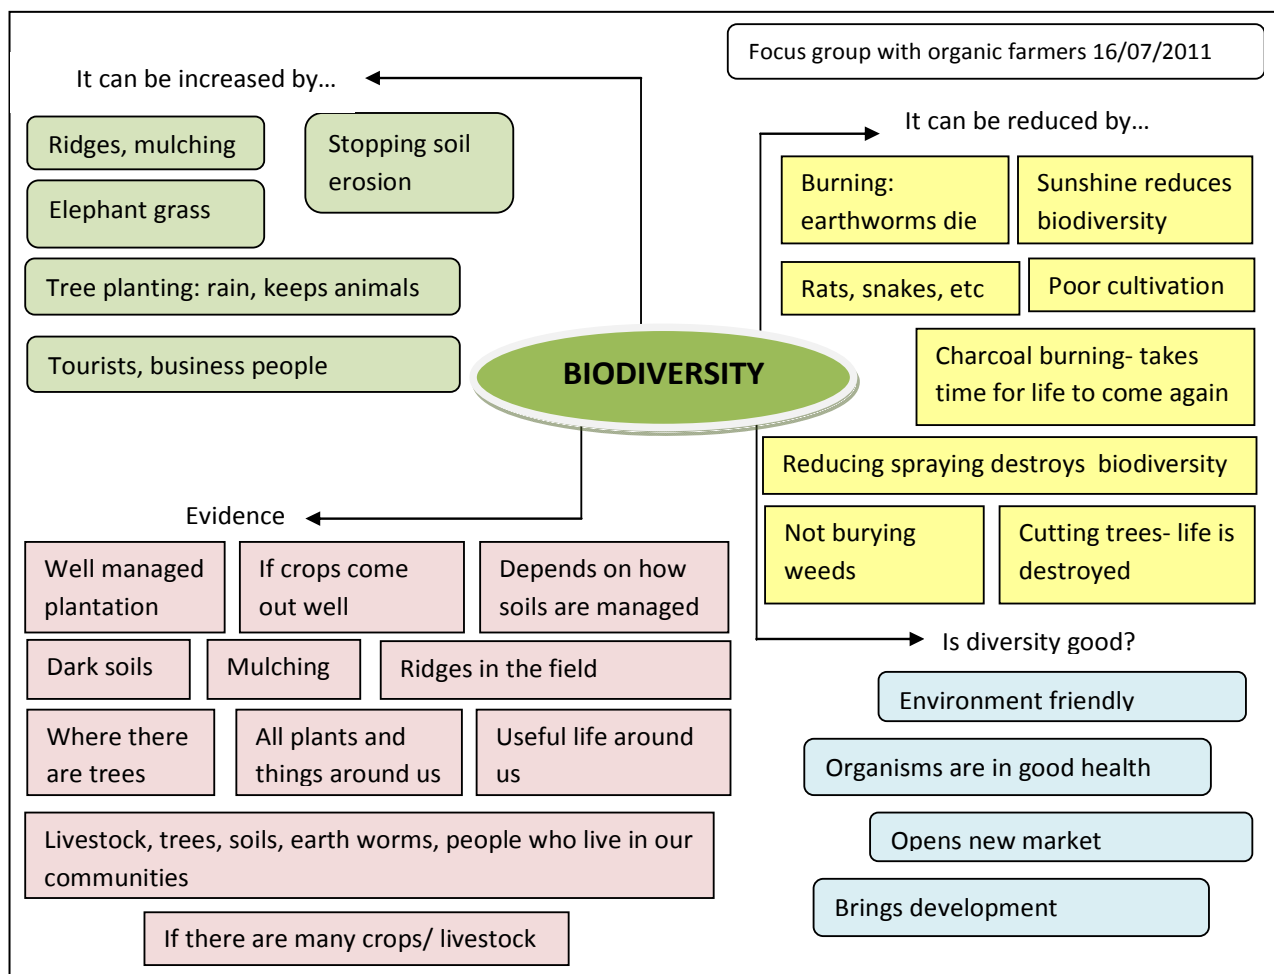 Focus group with organic farmers 16/07/2011
It can be increased by…
Ridges, mulching
Stopping soil
erosion
Elephant grass
Tree planting: rain, keeps animals
Tourists, business people
It can be reduced by…
Burning:
earthworms die
Sunshine reduces
biodiversity
Rats, snakes, etc
Poor cultivation
Charcoal burning- takes
time for life to come again
Reducing spraying destroys  biodiversity
Not burying
weeds
Cutting trees- life is
destroyed
BIODIVERSITY
Evidence
Well managed
plantation
If crops come
out well
Depends on how
soils are managed
Dark soils
Mulching
Ridges in the field
Where there
are trees
All plants and
things around us
Useful life around
us
Livestock, trees, soils, earth worms, people who live in our
communities
If there are many crops/ livestock
Is diversity good?
Environment friendly
Organisms are in good health
Opens new market
Brings development